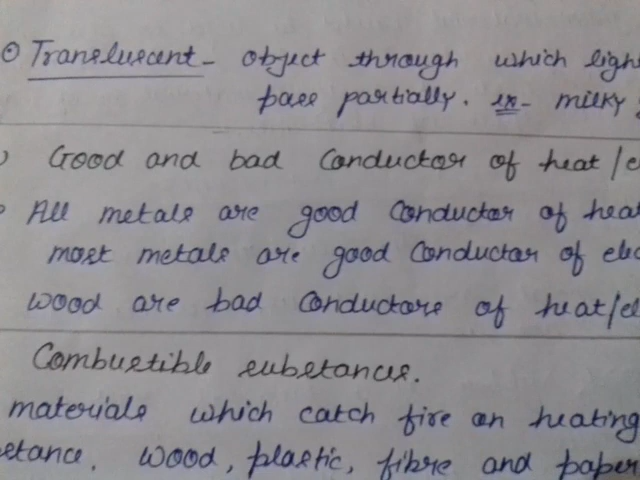 Translucent - object through which ligh
pass partially. ex- milky
Good and bad Conductor of heat /e
All metals are good Conductor of hea
most metals are good Conductor of elec
Wood are bad Conductors of heat/el
Combustible substances.
materials which catch fire on heating
stance. Wood, plastic, fibre and paper